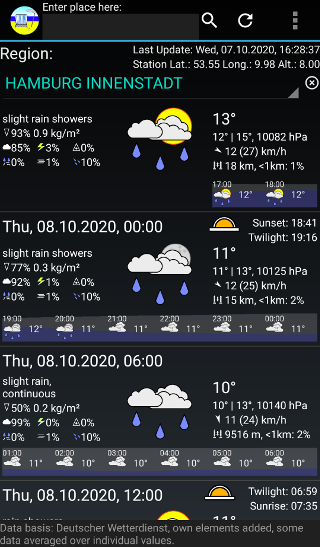 Enter place here:
Region:
Last Update: Wed, 07.10.2020, 16:28:37
Station Lat.: 53.55 Long.: 9.98 Alt.: 8.00
HAMBURG INNENSTADT
slight rain showers
93% 0.9 kg/m²
85% 3% 0%
0% 1% 10%
13°
12° | 15°, 10082 hPa
12 (27) km/h
18 km, <1km: 1%
17:00 18:00
12° 12°
Thu, 08.10.2020, 00:00
Sunset: 18:41
Twilight: 19:16
slight rain showers
77% 0.3 kg/m²
92% 1% 0%
0% 1% 10%
11°
11° | 13°, 10125 hPa
12 (25) km/h
15 km, <1km: 2%
19:00 20:00 21:00 22:00 23:00 00:00
12° 11° 11° 11° 11° 11°
Thu, 08.10.2020, 06:00
slight rain,
continuous
50% 0.2 kg/m²
99% 0% 0%
0% 1% 10%
10°
10° | 13°, 10140 hPa
11 (24) km/h
9516 m, <1km: 2%
01:00 02:00 03:00 04:00 05:00 06:00
11° 10° 10° 10° 10° 10°
Thu, 08.10.2020, 12:00
Twilight: 06:59
Sunrise: 07:35
Data basis: Deutscher Wetterdienst, own elements added, some
data averaged over individual values.